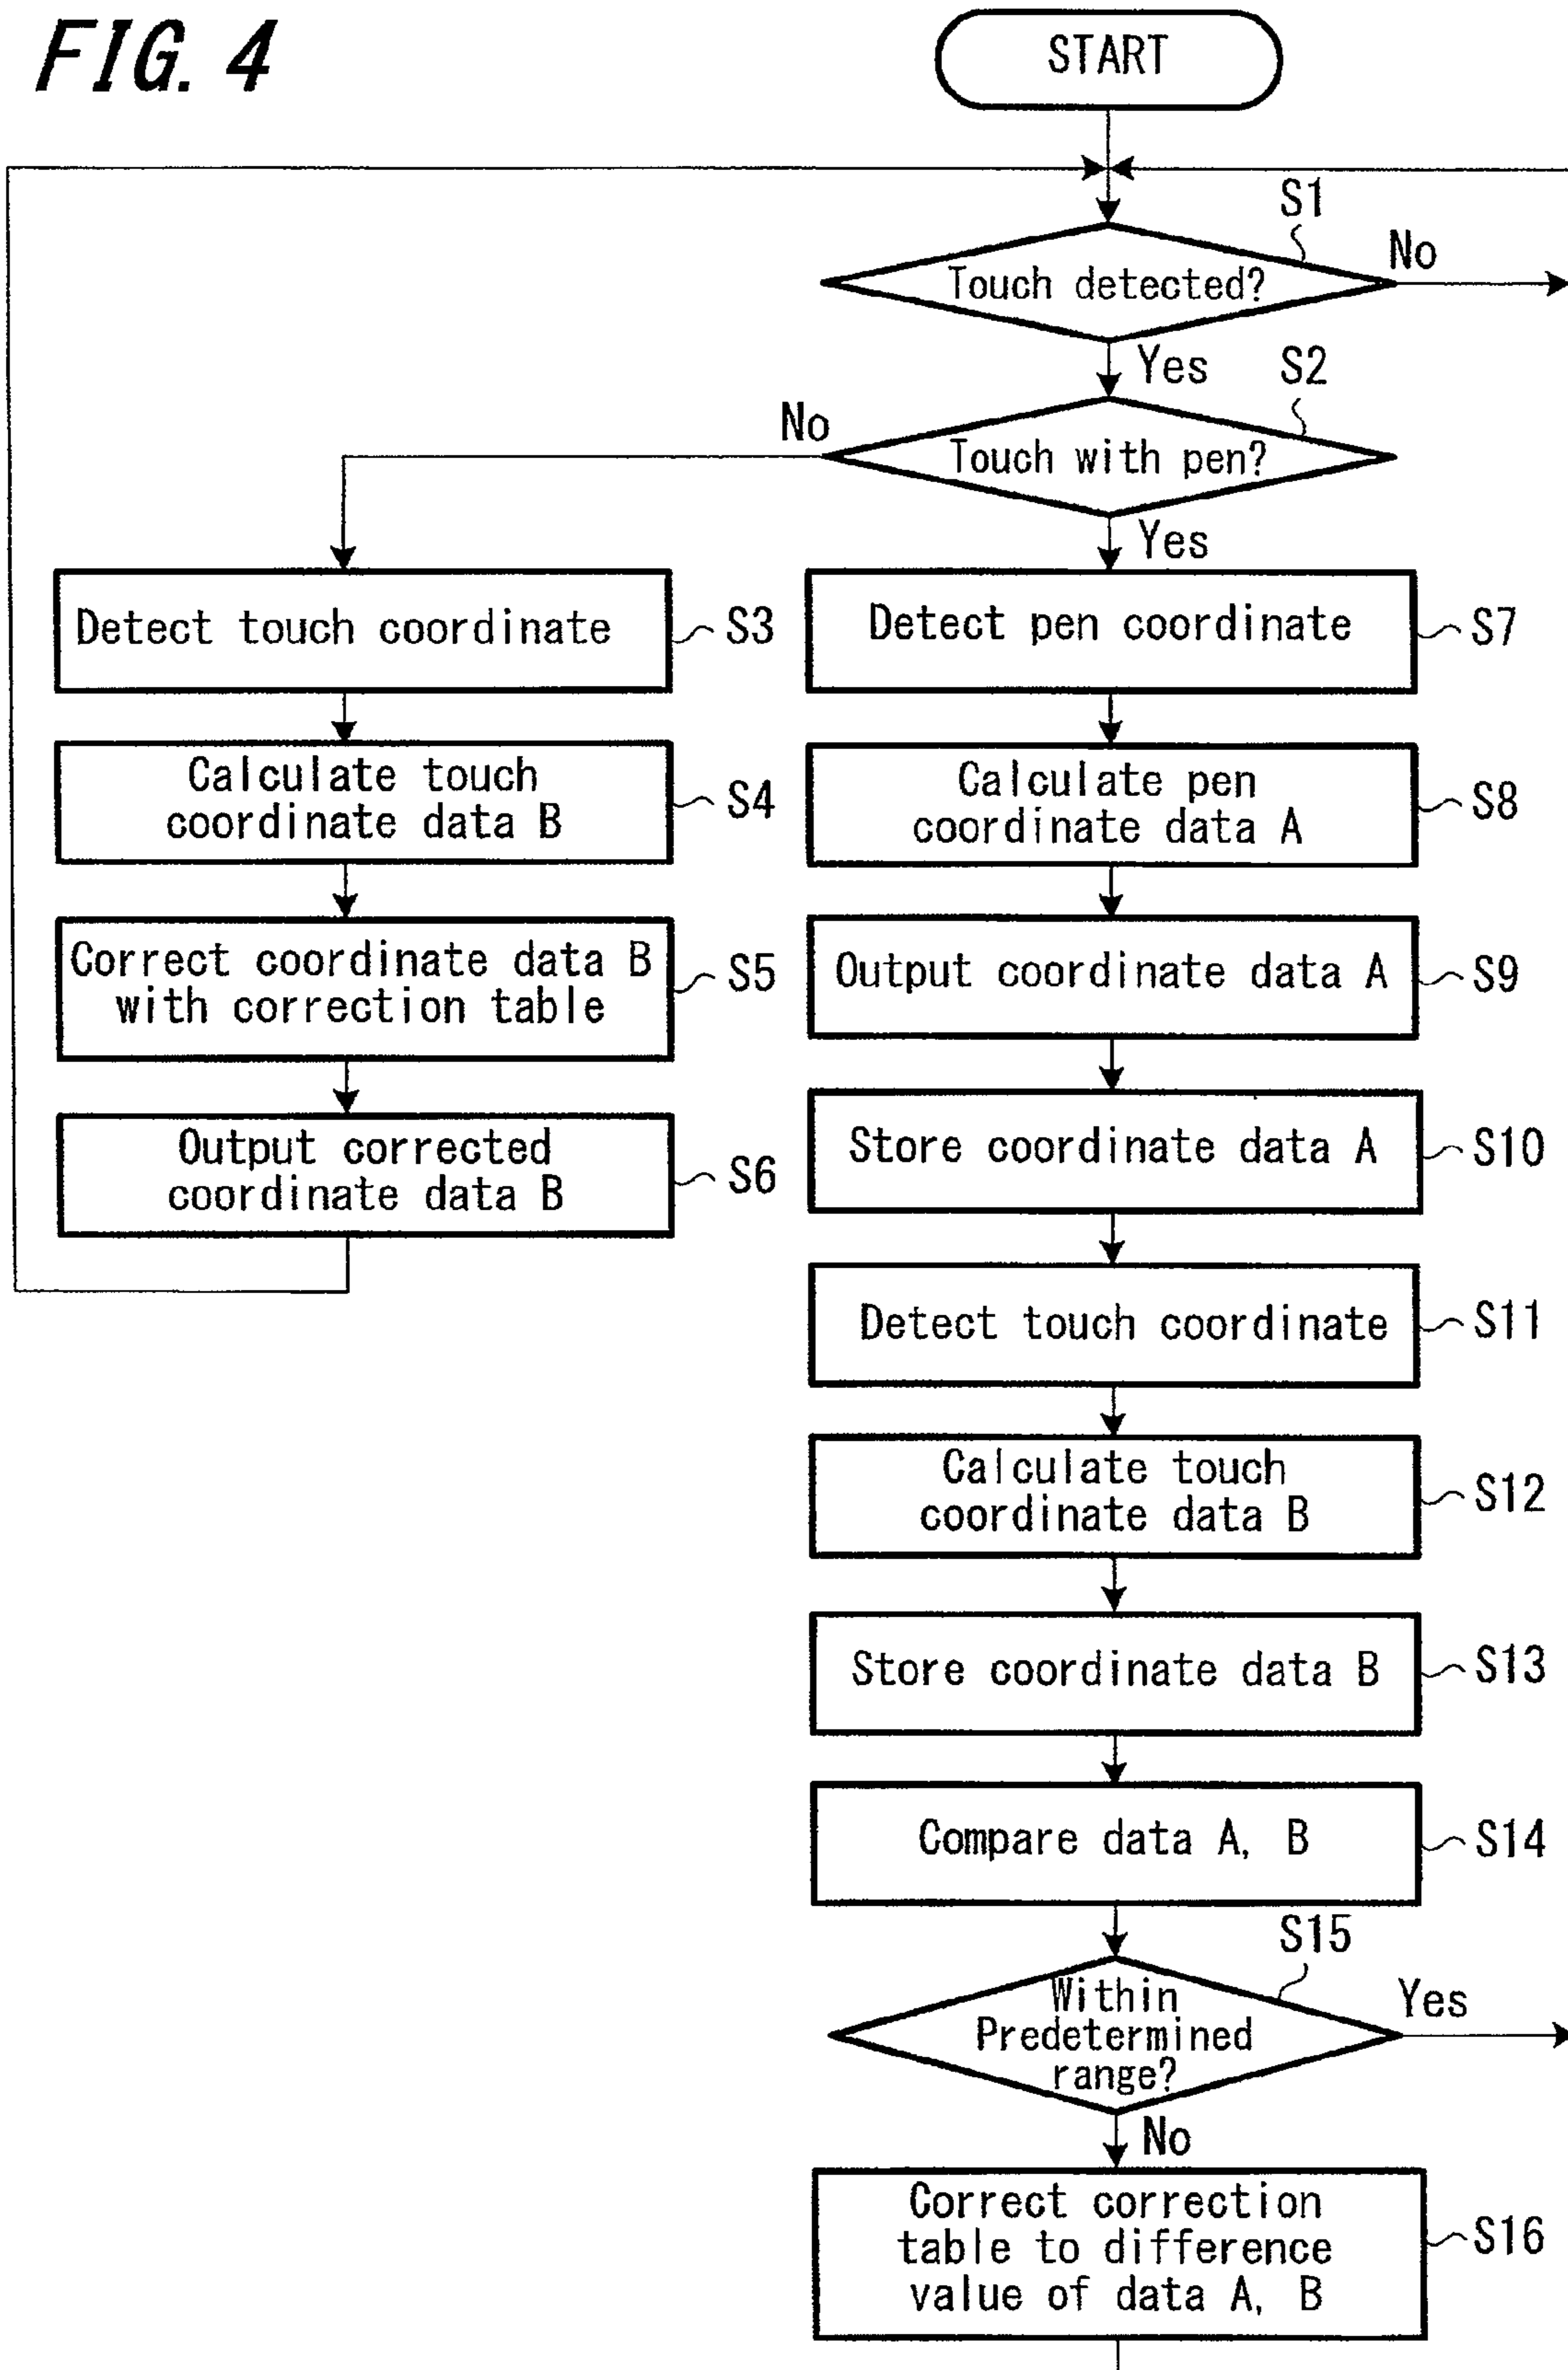 FIG. 4
START
S1
No
Touch detected?
Yes
S2
No
Touch with pen?
Yes
Detect touch coordinate
S3
Calculate touch
coordinate data B
S4
Correct coordinate data B
with correction table
S5
Output corrected
coordinate data B
S6
Detect pen coordinate
S7
Calculate pen
coordinate data A
S8
Output coordinate data A
S9
Store coordinate data A
S10
Detect touch coordinate
S11
Calculate touch
coordinate data B
S12
Store coordinate data B
S13
Compare data A, B
S14
S15
Within
Predetermined
range?
Yes
No
Correct correction
table to difference
value of data A, B
S16